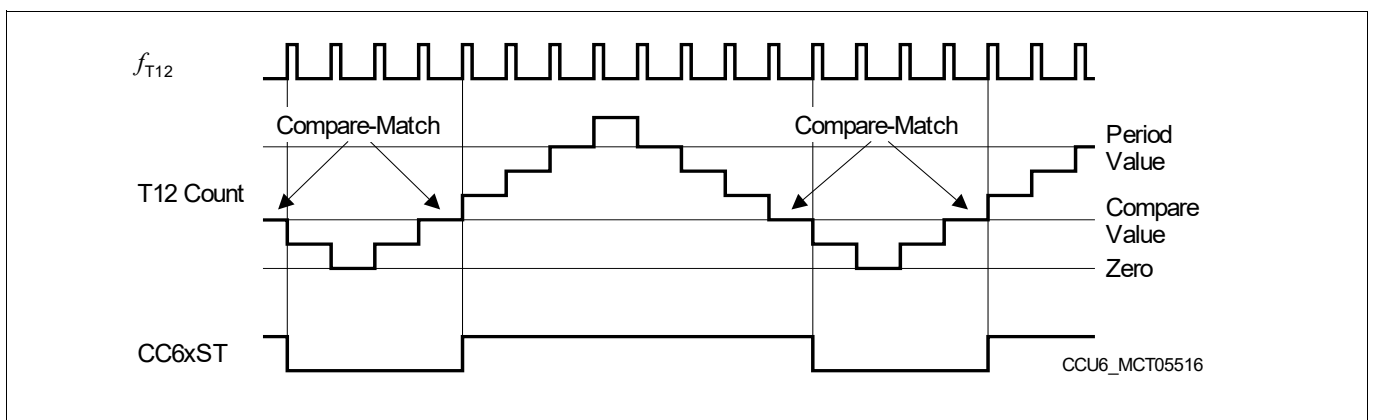 fT12
Compare-Match
Compare-Match
Period
Value
T12 Count
Compare
Value
Zero
CC6xST
CCU6_MCT05516